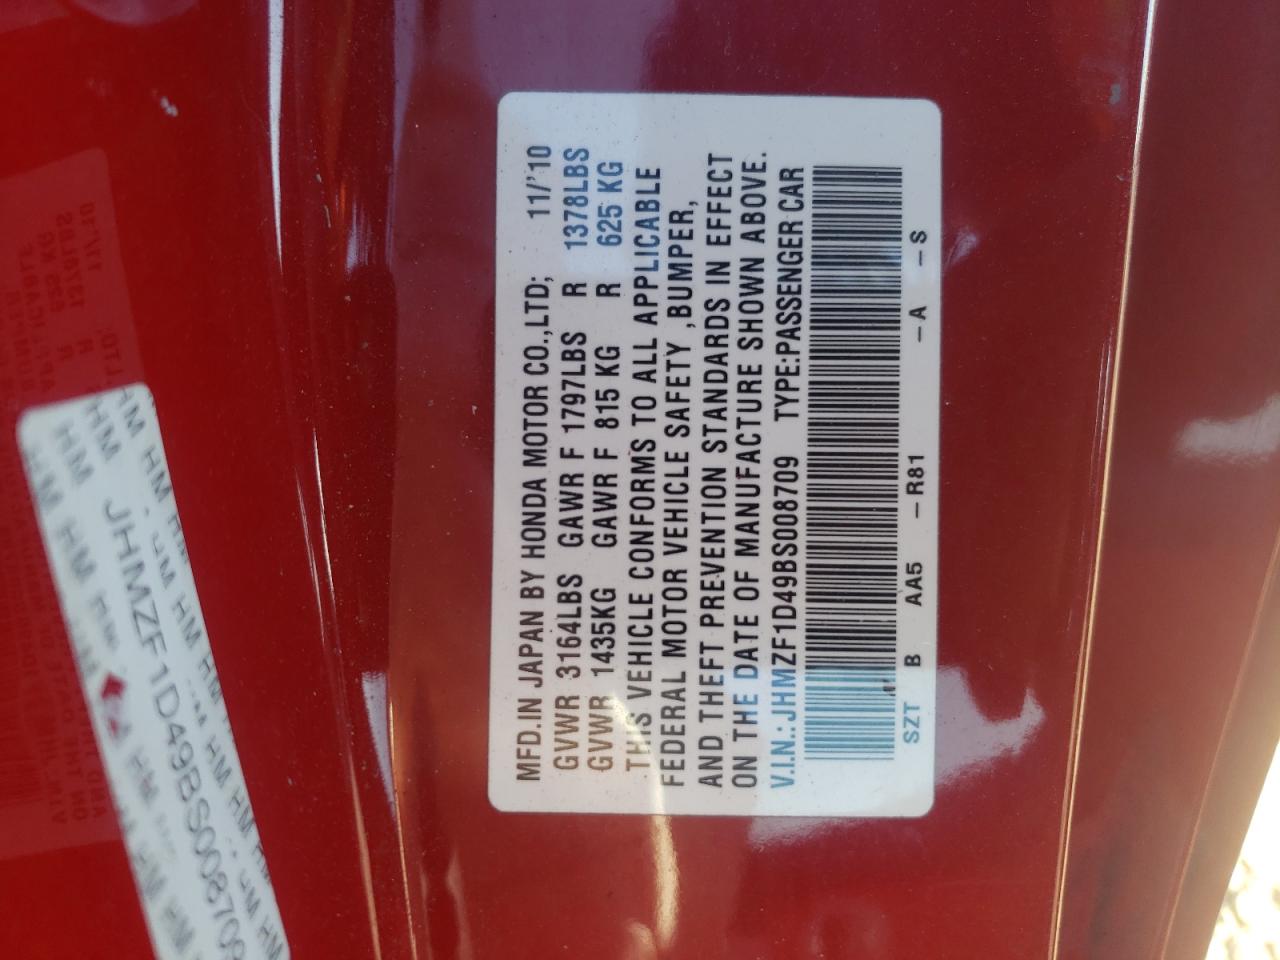 MFD.IN JAPAN BY HONDA MOTOR CO.,LTD; 11/'10
GVWR 3164LBS GAWR F 1797LBS R 1378LBS
GVWR 1435KG GAWR F 815 KG R 625 KG
THIS VEHICLE CONFORMS TO ALL APPLICABLE
FEDERAL MOTOR VEHICLE SAFETY ,BUMPER,
AND THEFT PREVENTION STANDARDS IN EFFECT
ON THE DATE OF MANUFACTURE SHOWN ABOVE.
V.I.N.:JHMZF1D49BS008709 TYPE:PASSENGER CAR
SZT B AA5 -R81 -A -S
JHMZF1D49BS008709